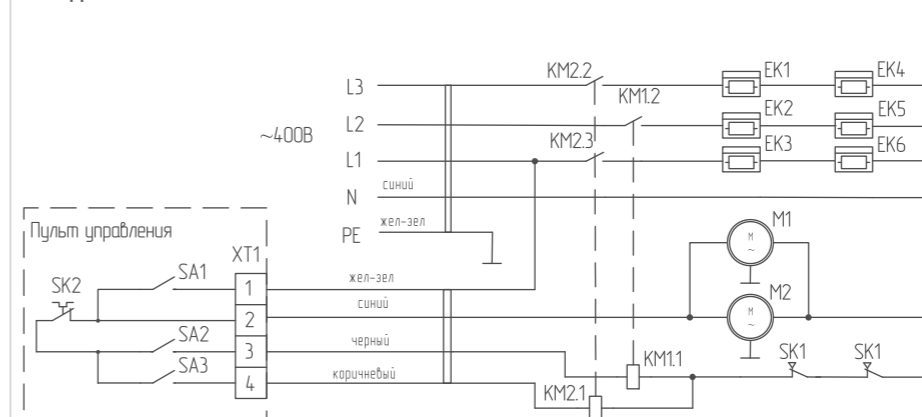 KM2.2
EK1
EK4
L3
KM1.2
L2
EK2
EK5
~400В
KM2.3
L1
EK3
EK6
N
синий
PE
жел-зел
Пульт управления
M1
М
~
XT1
SK2
SA1
1
жел-зел
2
синий
M2
М
~
SA2
3
черный
KM1.1
SK1
SK1
SA3
4
коричневый
KM2.1